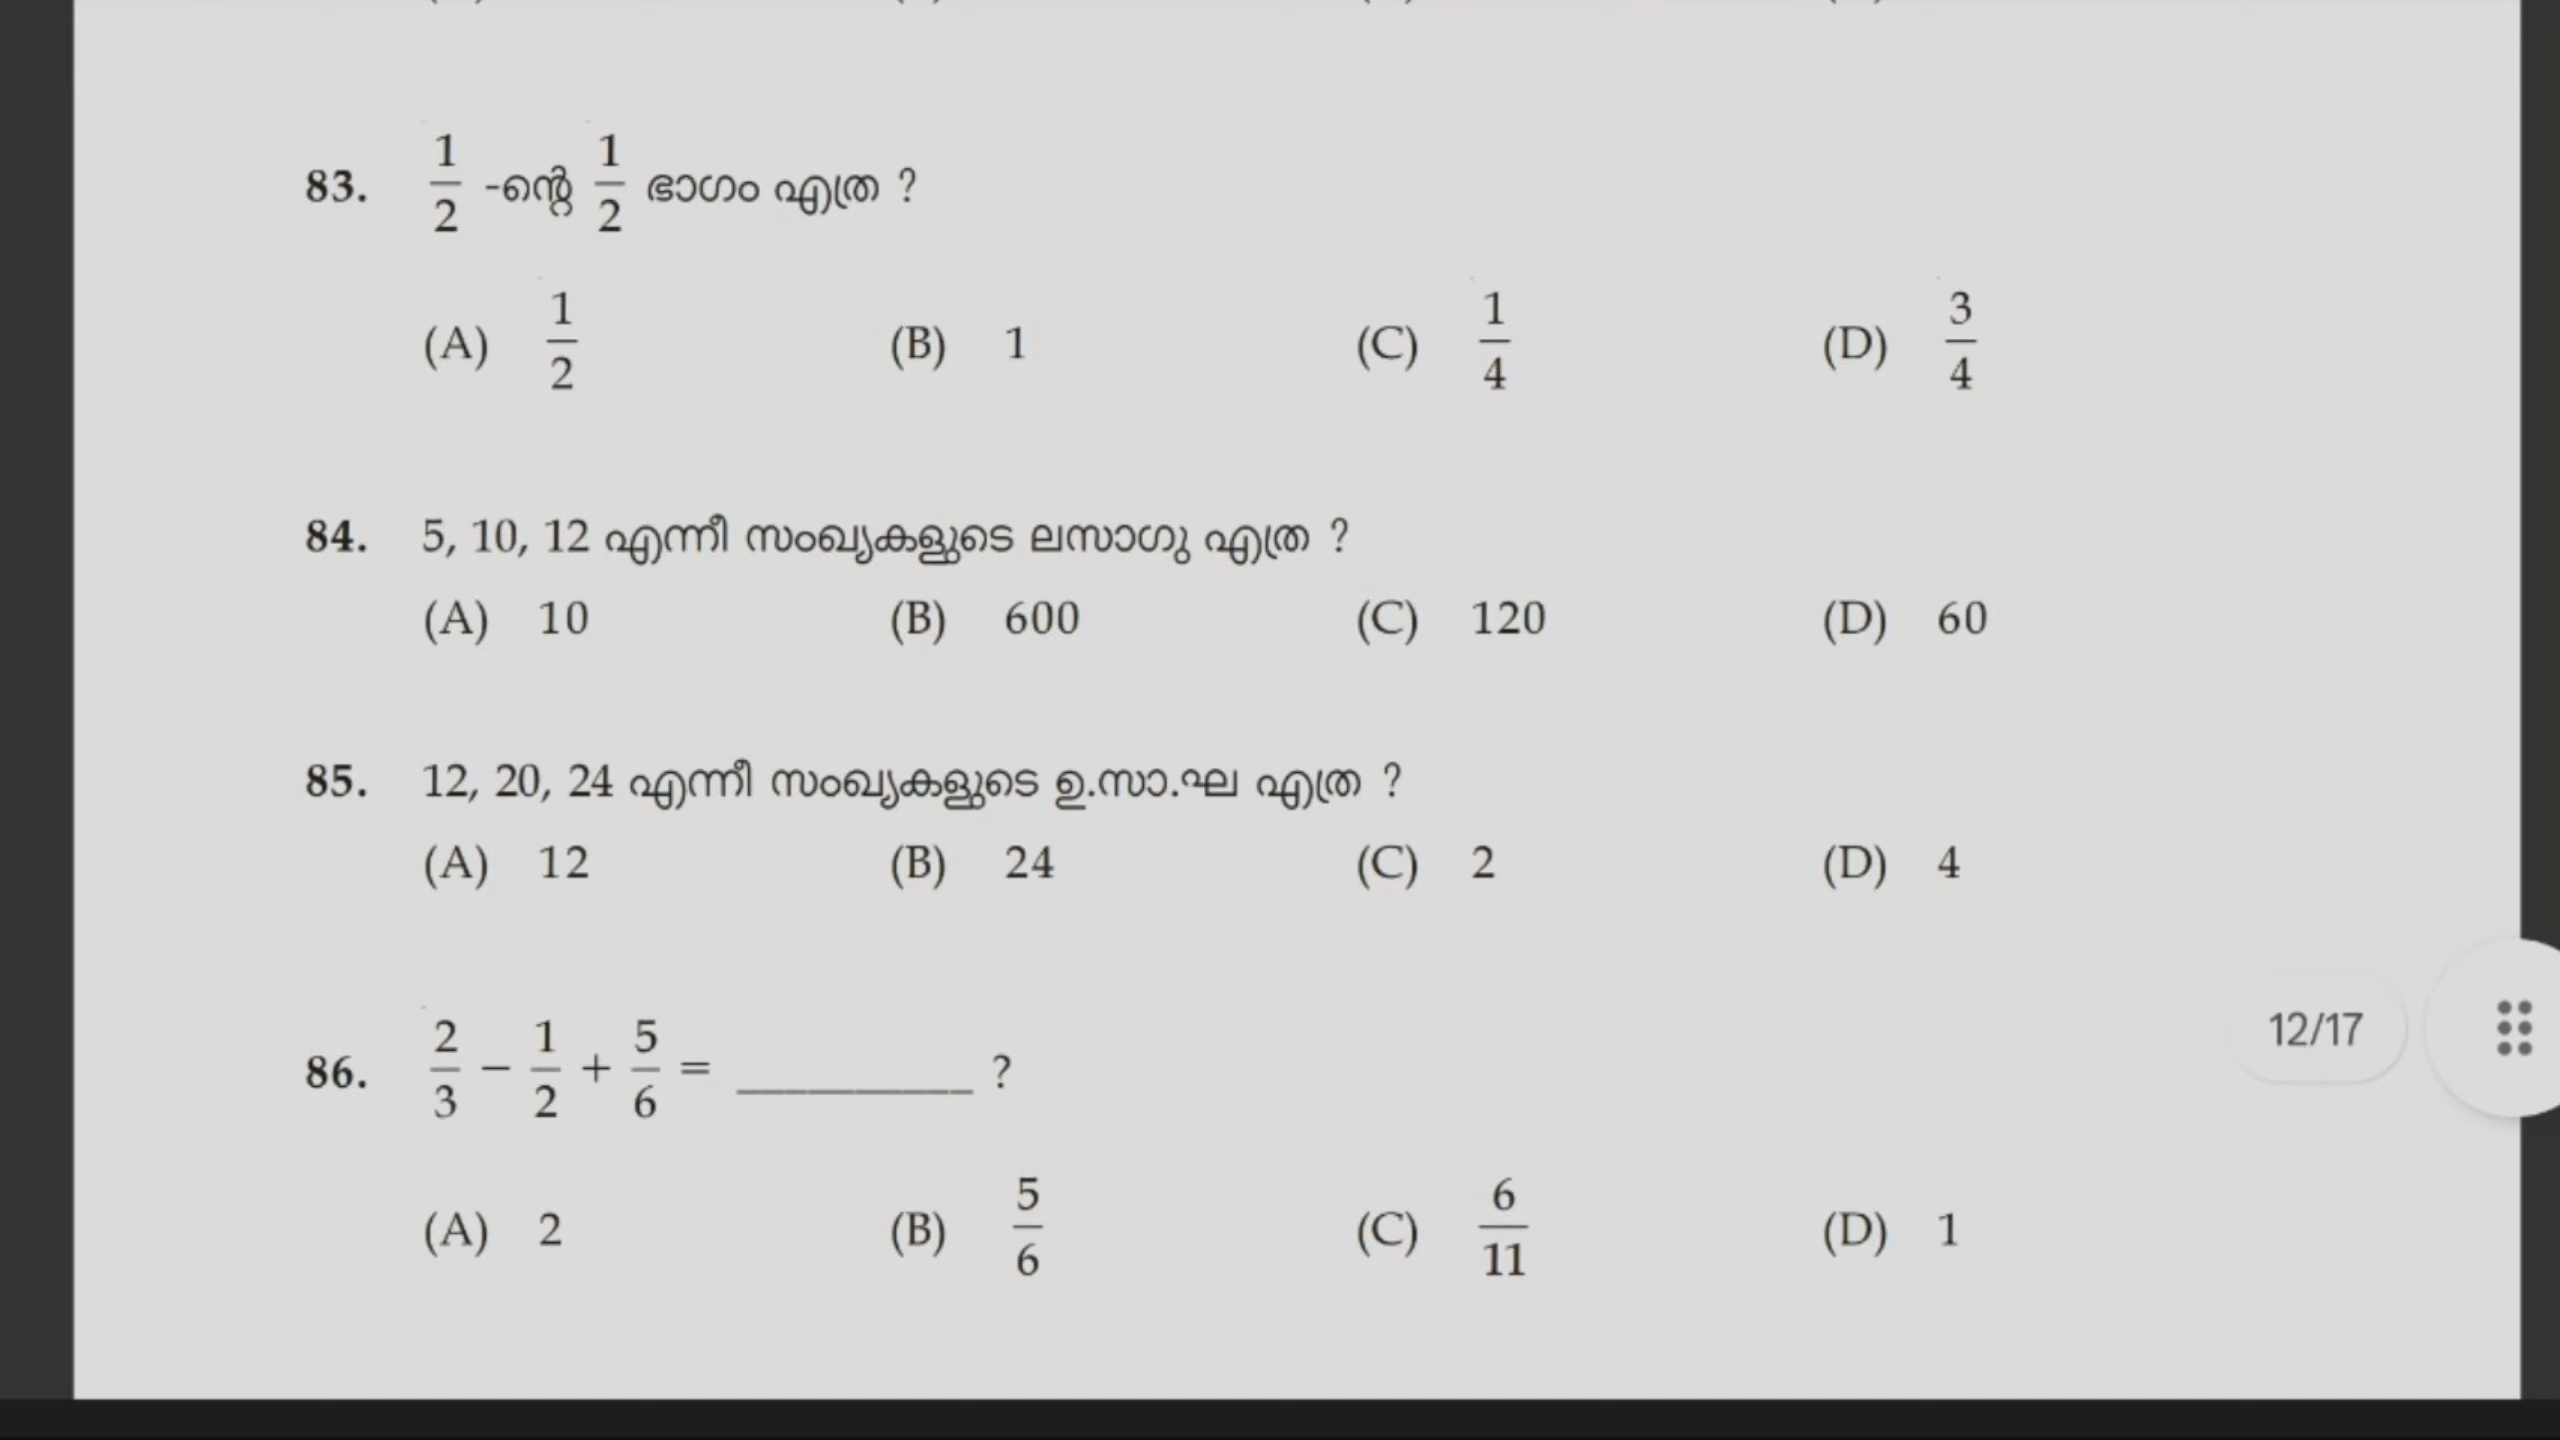 83. 1/2 -ന്റെ 1/2 ഭാഗം എത്ര ?
(A) 1/2 (B) 1 (C) 1/4 (D) 3/4
84. 5, 10, 12 എന്നീ സംഖ്യകളുടെ ലസാഗു എത്ര ?
(A) 10 (B) 600 (C) 120 (D) 60
85. 12, 20, 24 എന്നീ സംഖ്യകളുടെ ഉ.സാ.ഘ എത്ര ?
(A) 12 (B) 24 (C) 2 (D) 4
12/17
86. 2/3 − 1/2 + 5/6 = __________ ?
(A) 2 (B) 5/6 (C) 6/11 (D) 1